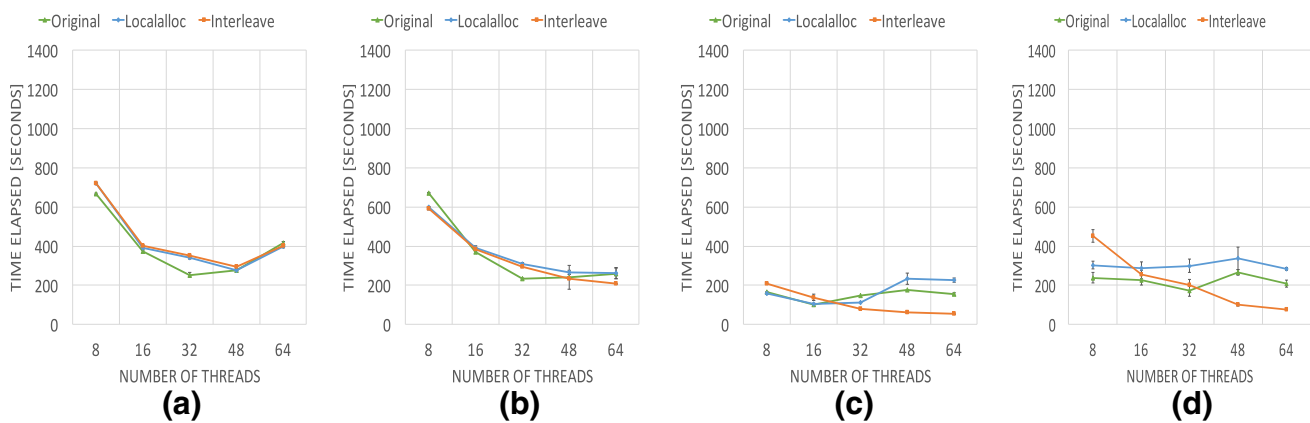 Original Localalloc Interleave
TIME ELAPSED [SECONDS]
1400
1200
1000
800
600
400
200
0
8 16 32 48 64
NUMBER OF THREADS
(a)
Original Localalloc Interleave
TIME ELAPSED [SECONDS]
1400
1200
1000
800
600
400
200
0
8 16 32 48 64
NUMBER OF THREADS
(b)
Original Localalloc Interleave
TIME ELAPSED [SECONDS]
1400
1200
1000
800
600
400
200
0
8 16 32 48 64
NUMBER OF THREADS
(c)
Original Localalloc Interleave
TIME ELAPSED [SECONDS]
1400
1200
1000
800
600
400
200
0
8 16 32 48 64
NUMBER OF THREADS
(d)